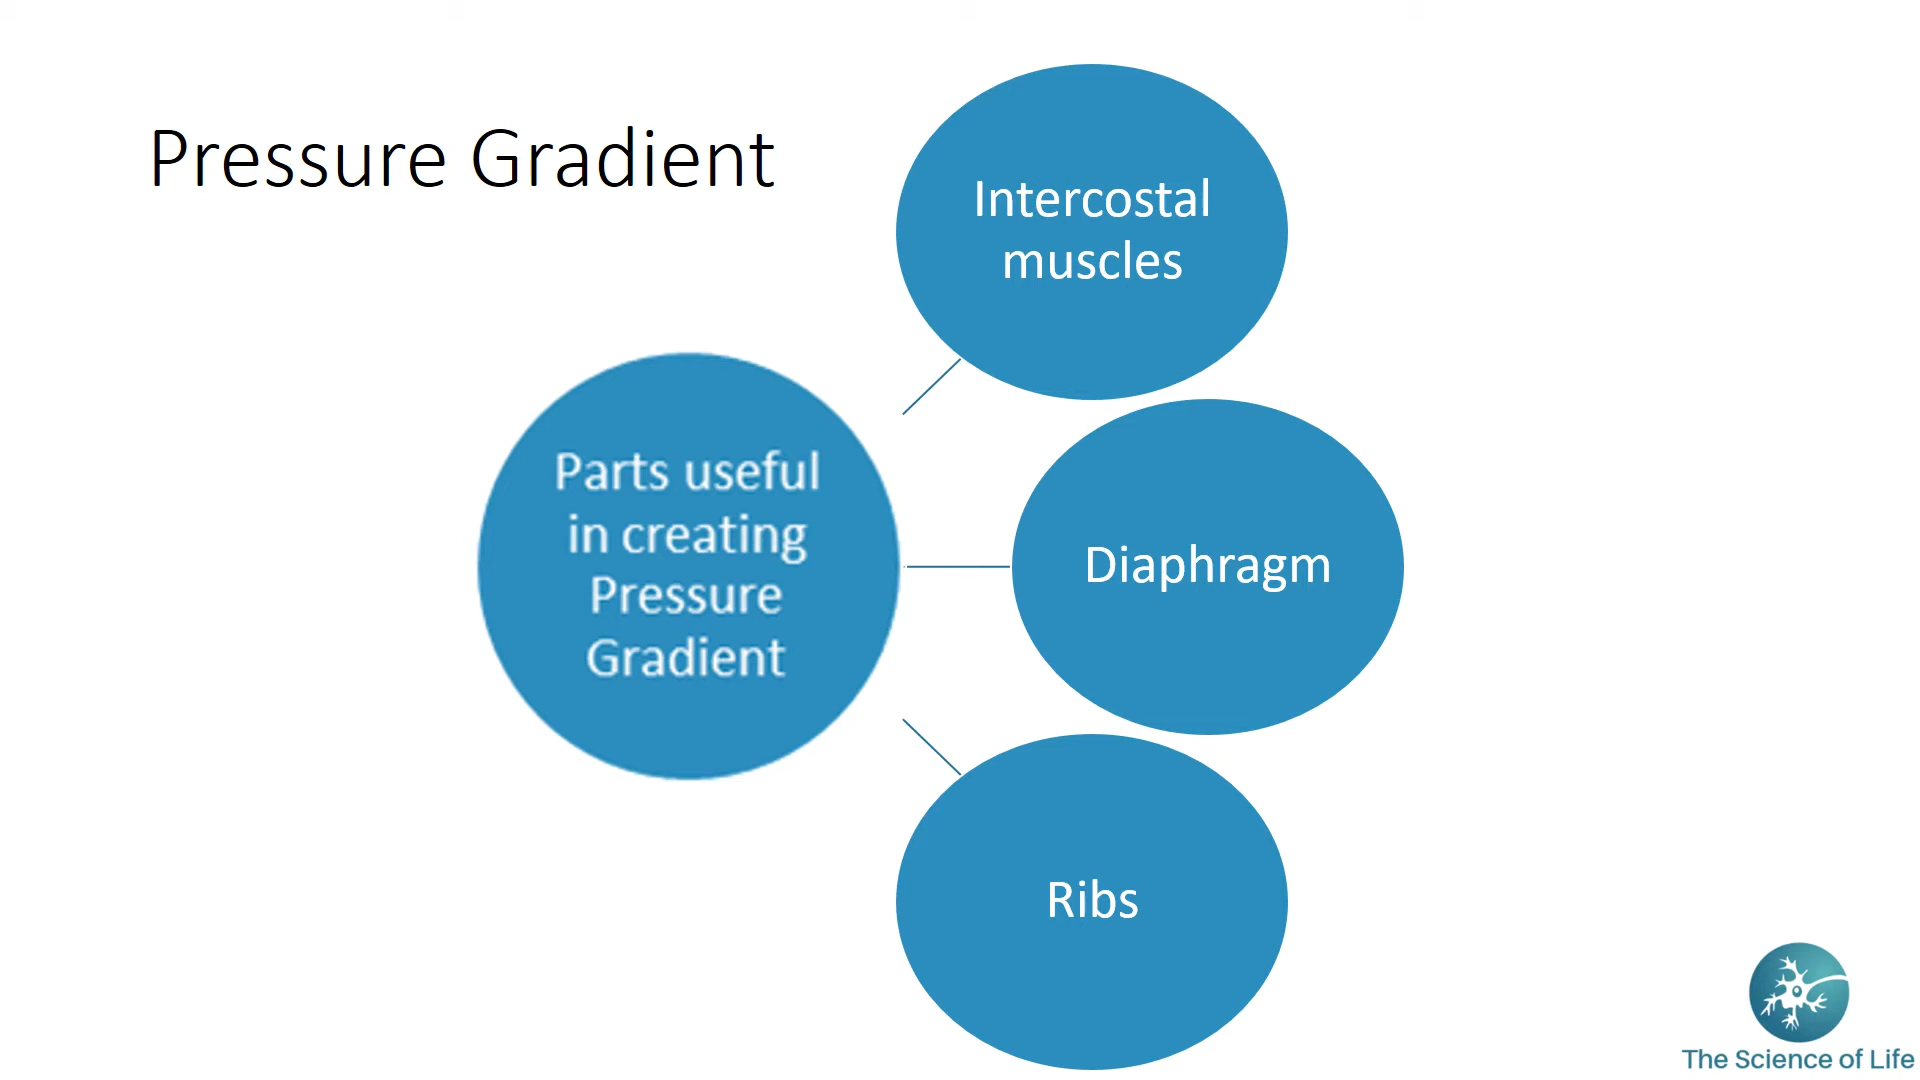 Pressure Gradient
Intercostal
muscles
Parts useful
in creating
Pressure
Gradient
Diaphragm
Ribs
The Science of Life